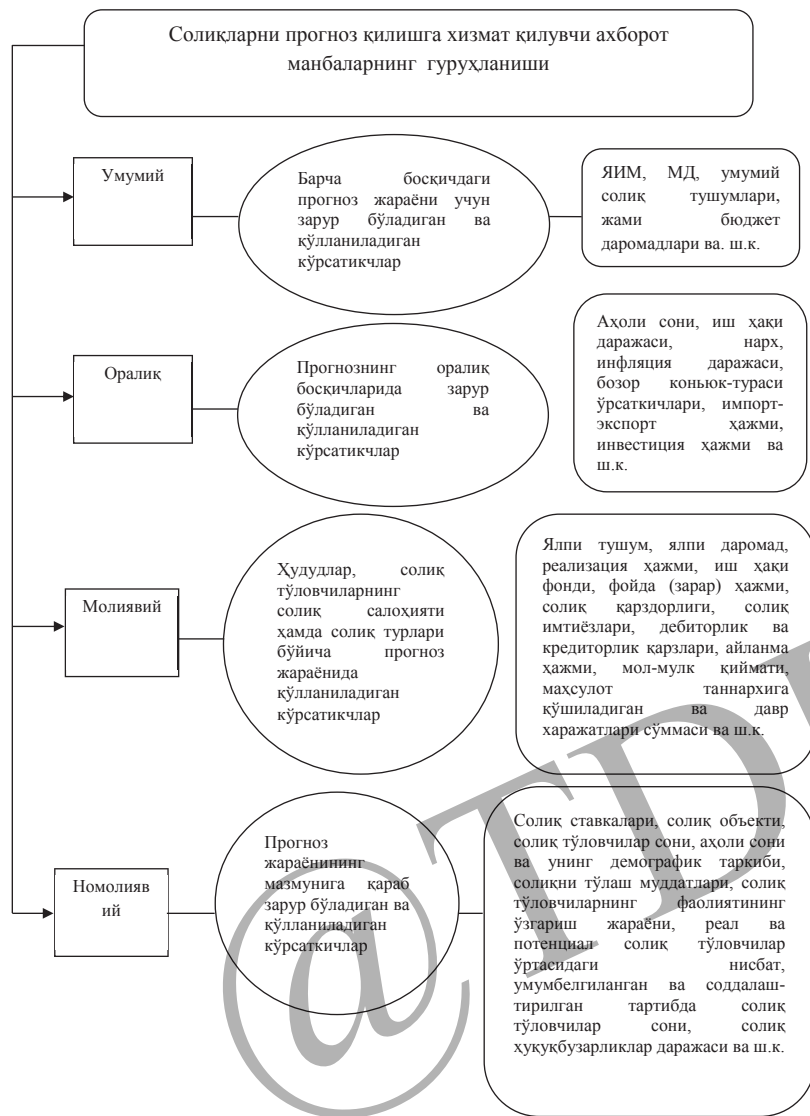 Солиқларни прогноз қилишга хизмат қилувчи ахборот
манбаларнинг гуруҳланиши
Умумий
Барча босқичдаги
прогноз жараёни учун
зарур бўладиган ва
қўлланиладиган
кўрсатикчлар
ЯИМ, МД, умумий
солиқ тушумлари,
жами бюджет
даромадлари ва. ш.к.
Оралиқ
Прогнознинг оралиқ
босқичларида зарур
бўладиган ва
қўлланиладиган
кўрсатикчлар
Аҳоли сони, иш ҳақи
даражаси, нарх,
инфляция даражаси,
бозор коньюк-тураси
ўрсаткичлари, импорт-
экспорт ҳажми,
инвестиция ҳажми ва
ш.к.
Молиявий
Ҳудудлар, солиқ
тўловчиларнинг
солиқ салоҳияти
ҳамда солиқ турлари
бўйича прогноз
жараёнида
қўлланиладиган
кўрсатикчлар
Ялпи тушум, ялпи даромад,
реализация ҳажми, иш ҳақи
фонди, фойда (зарар) ҳажми,
солиқ қарздорлиги, солиқ
имтиёзлари, дебиторлик ва
кредиторлик қарзлари, айланма
ҳажми, мол-мулк қиймати,
маҳсулот таннархига
қўшиладиган ва давр
харажатлари сўммаси ва ш.к.
Номолияв
ий
Прогноз
жараёнининг
мазмунига қараб
зарур бўладиган ва
қўлланиладиган
кўрсаткичлар
Солиқ ставкалари, солиқ объекти,
солиқ тўловчилар сони, аҳоли сони
ва унинг демографик таркиби,
солиқни тўлаш муддатлари, солиқ
тўловчиларнинг фаолиятининг
ўзгариш жараёни, реал ва
потенциал солиқ тўловчилар
ўртасидаги нисбат,
умумбелгиланган ва соддалаш-
тирилган тартибда солиқ
тўловчилар сони, солиқ
ҳуқуқбузарликлар даражаси ва ш.к.